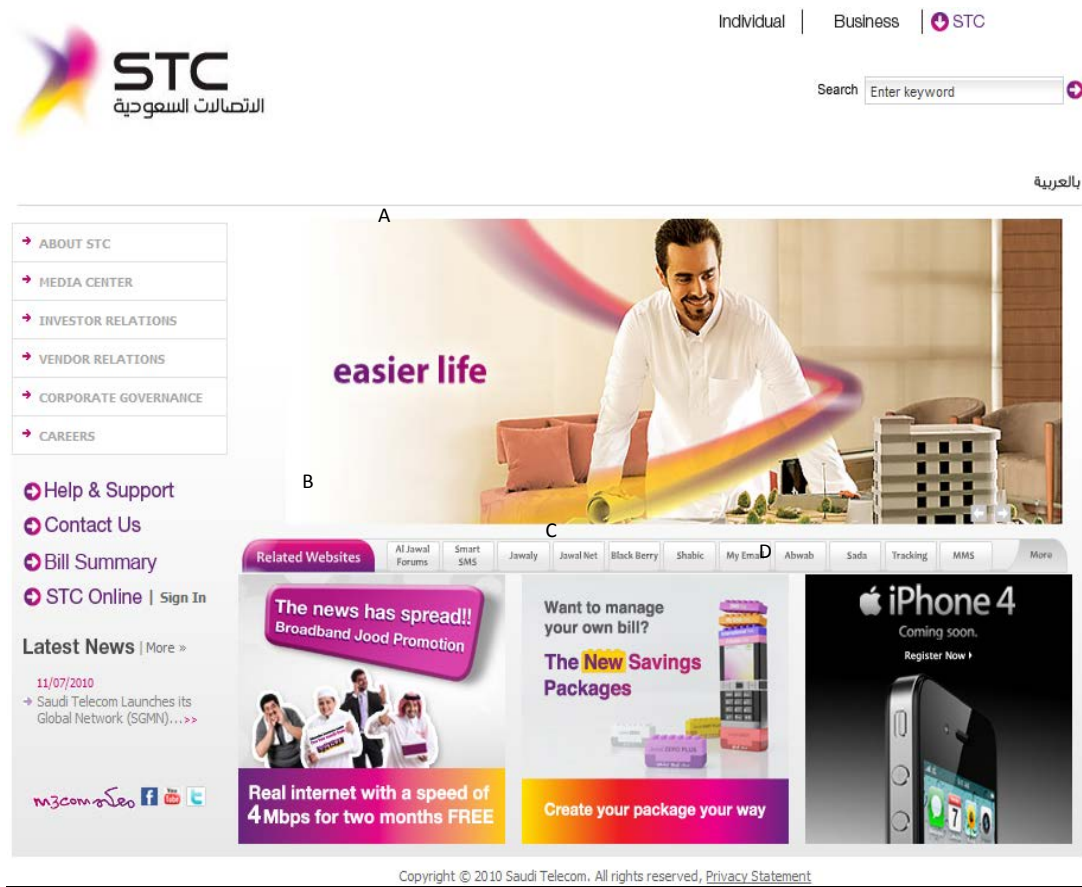 Individual | Business | STC
STC
الاتصالات السعودية
Search Enter keyword
بالعربية
A
ABOUT STC
MEDIA CENTER
INVESTOR RELATIONS
VENDOR RELATIONS
CORPORATE GOVERNANCE
CAREERS
easier life
B
Help & Support
Contact Us
Bill Summary
STC Online | Sign In
Latest News | More »
11/07/2010
Saudi Telecom Launches its
Global Network (SGMN)...>>
C
D
Related Websites
Al Jawal
Forums
Smart
SMS
Jawaly
Jawal Net
Black Berry
Shabic
My Email
Abwab
Sada
Tracking
MMS
More
The news has spread!!
Broadband Jood Promotion
Real internet with a speed of
4 Mbps for two months FREE
Want to manage
your own bill?
The New Savings
Packages
Create your package your way
iPhone 4
Coming soon.
Register Now
Copyright © 2010 Saudi Telecom. All rights reserved, Privacy Statement